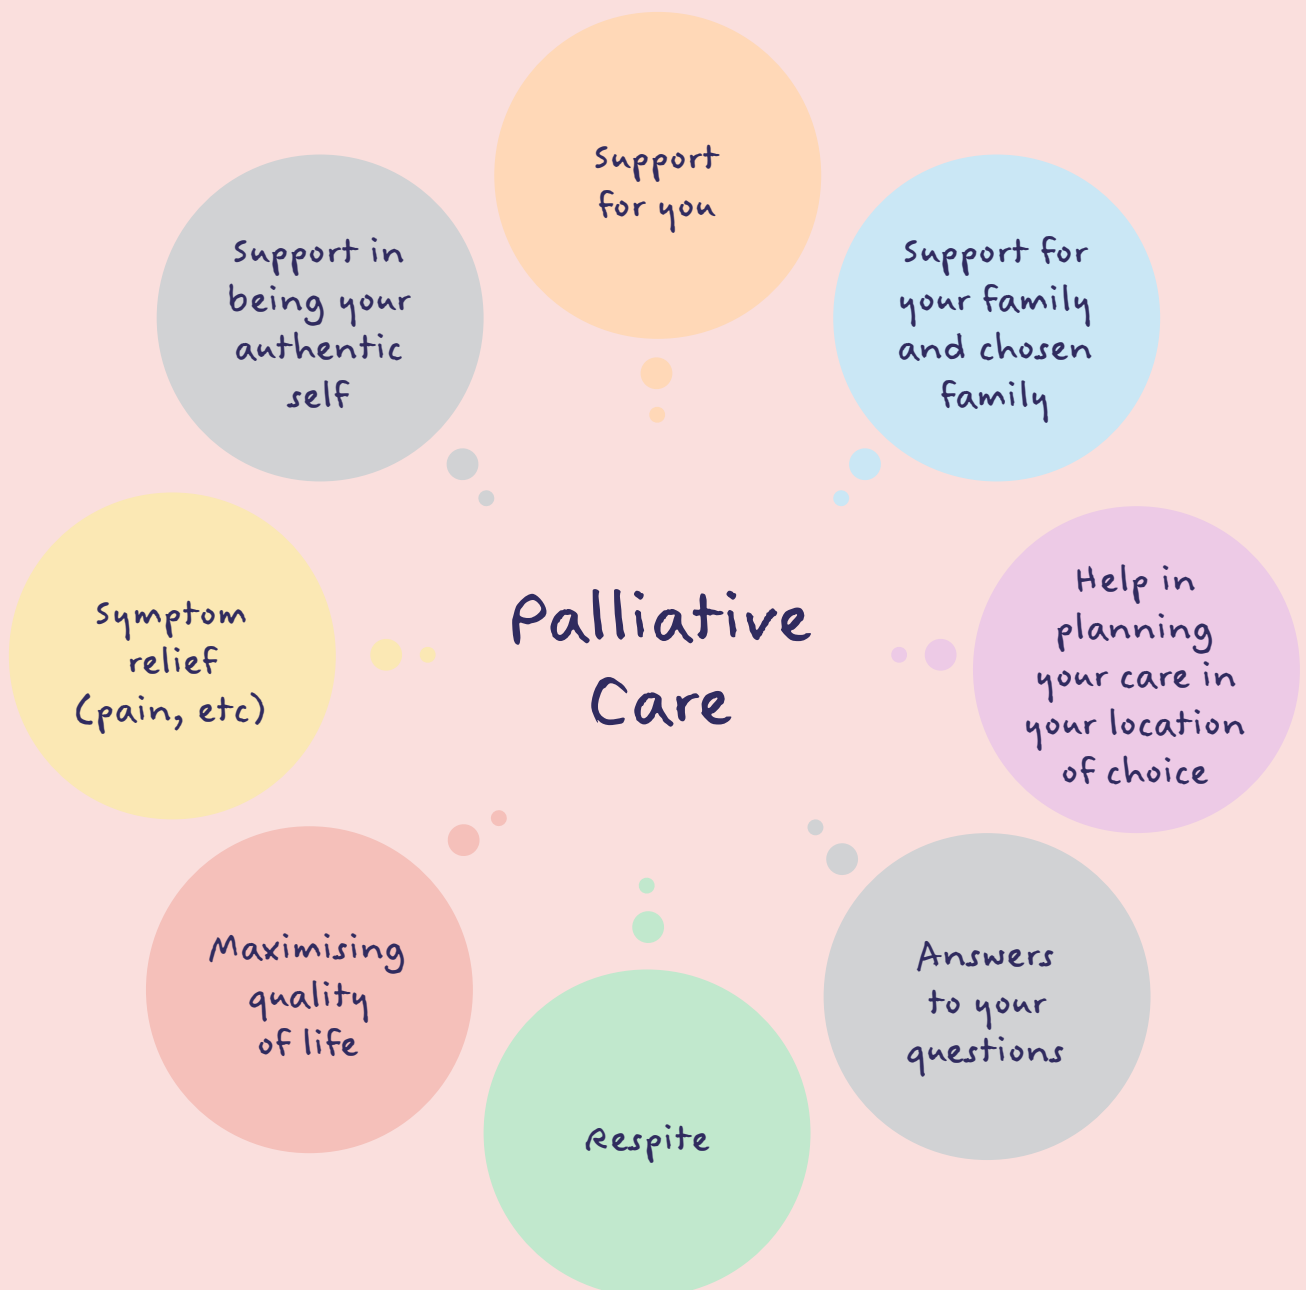 Support
for you
Support in
being your
authentic
self
Support for
your family
and chosen
family
Symptom
relief
(pain, etc)
Palliative
Care
Help in
planning
your care in
your location
of choice
Maximising
quality
of life
Answers
to your
questions
Respite